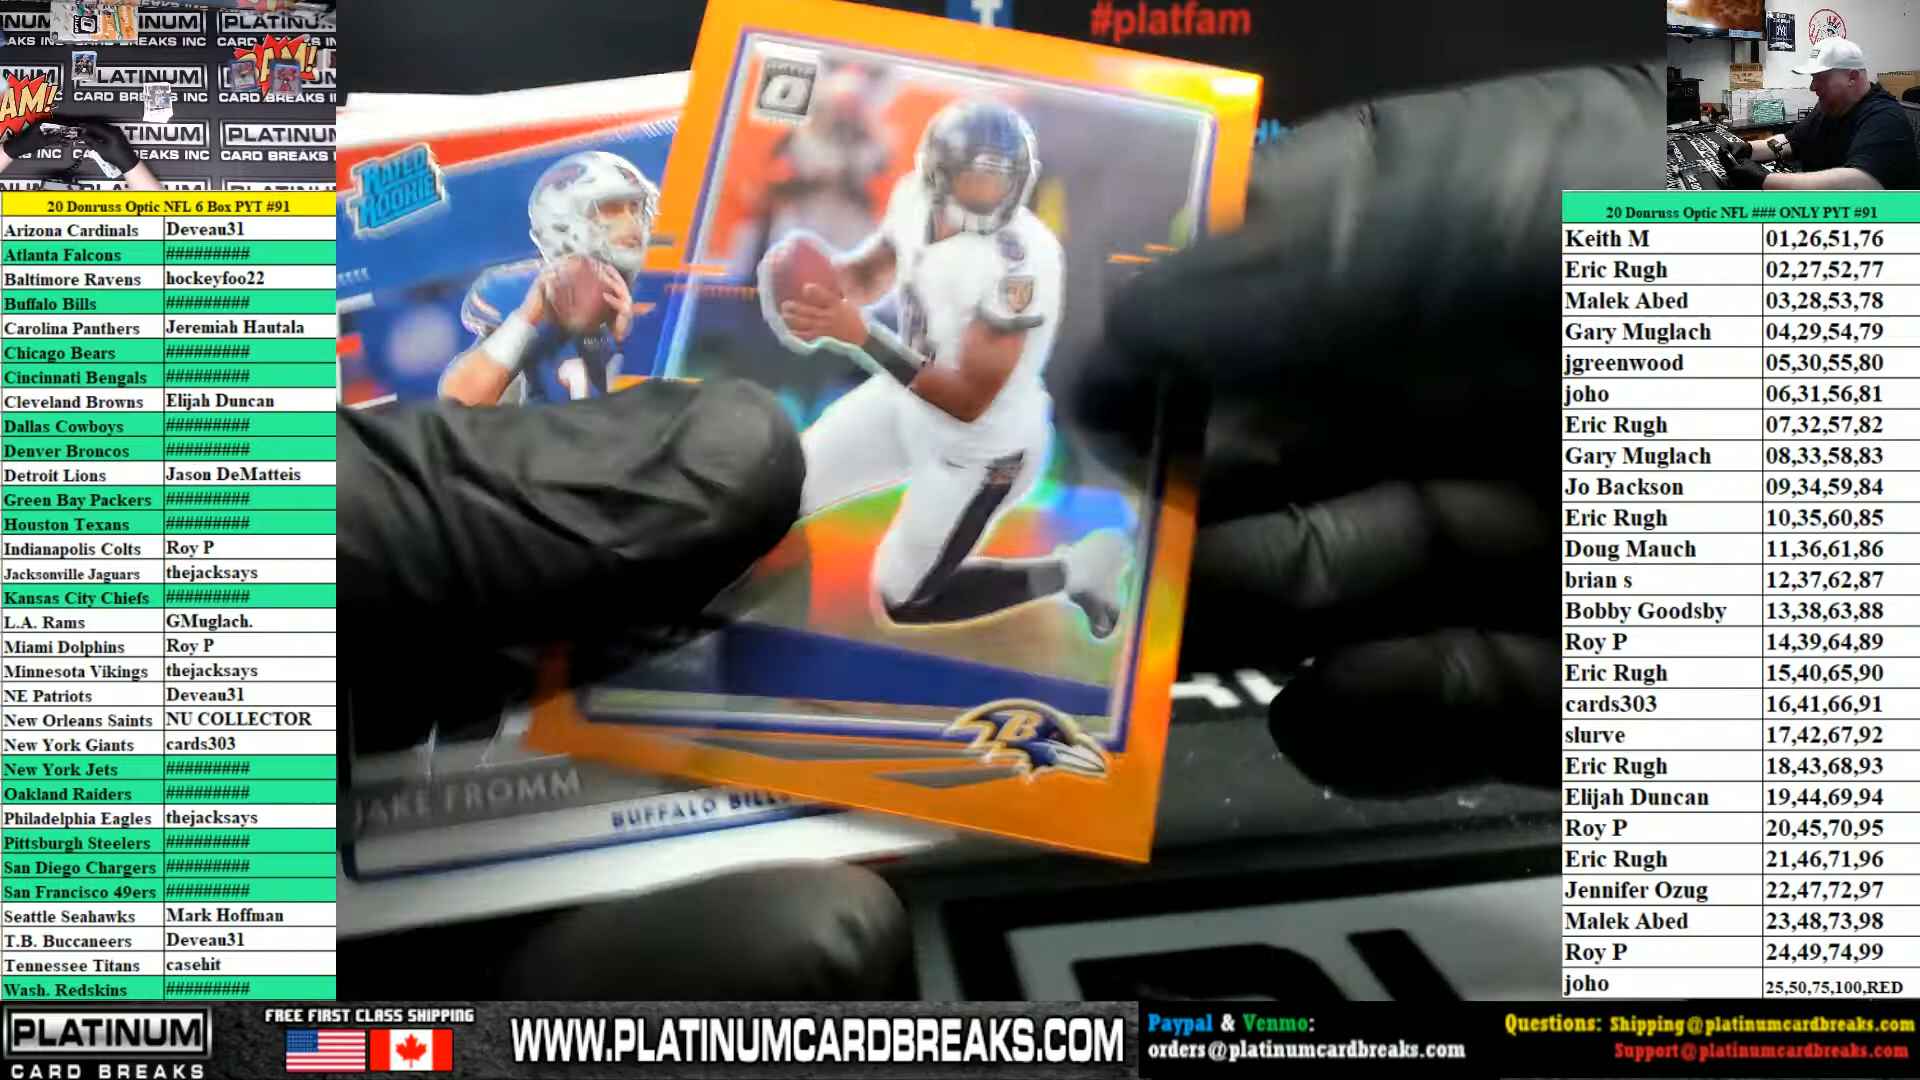 #platfam
20 Donruss Optic NFL 6 Box PYT #91
Arizona Cardinals Deveau31
Atlanta Falcons #########
Baltimore Ravens hockeyfoo22
Buffalo Bills #########
Carolina Panthers Jeremiah Hautala
Chicago Bears #########
Cincinnati Bengals #########
Cleveland Browns Elijah Duncan
Dallas Cowboys #########
Denver Broncos #########
Detroit Lions Jason DeMatteis
Green Bay Packers #########
Houston Texans #########
Indianapolis Colts Roy P
Jacksonville Jaguars thejacksays
Kansas City Chiefs #########
L.A. Rams GMuglach.
Miami Dolphins Roy P
Minnesota Vikings thejacksays
NE Patriots Deveau31
New Orleans Saints NU COLLECTOR
New York Giants cards303
New York Jets #########
Oakland Raiders #########
Philadelphia Eagles thejacksays
Pittsburgh Steelers #########
San Diego Chargers #########
San Francisco 49ers #########
Seattle Seahawks Mark Hoffman
T.B. Buccaneers Deveau31
Tennessee Titans casehit
Wash. Redskins #########
RATED
ROOKIE
OPTIC
JAKE FROMM
BUFFALO BILLS
20 Donruss Optic NFL ### ONLY PYT #91
Keith M 01,26,51,76
Eric Rugh 02,27,52,77
Malek Abed 03,28,53,78
Gary Muglach 04,29,54,79
jgreenwood 05,30,55,80
joho 06,31,56,81
Eric Rugh 07,32,57,82
Gary Muglach 08,33,58,83
Jo Backson 09,34,59,84
Eric Rugh 10,35,60,85
Doug Mauch 11,36,61,86
brian s 12,37,62,87
Bobby Goodsby 13,38,63,88
Roy P 14,39,64,89
Eric Rugh 15,40,65,90
cards303 16,41,66,91
slurve 17,42,67,92
Eric Rugh 18,43,68,93
Elijah Duncan 19,44,69,94
Roy P 20,45,70,95
Eric Rugh 21,46,71,96
Jennifer Ozug 22,47,72,97
Malek Abed 23,48,73,98
Roy P 24,49,74,99
joho 25,50,75,100,RED
PLATINUM
CARD BREAKS
FREE FIRST CLASS SHIPPING
WWW.PLATINUMCARDBREAKS.COM
Paypal & Venmo:
orders@platinumcardbreaks.com
Questions: Shipping@platinumcardbreaks.com
Support@platinumcardbreaks.com